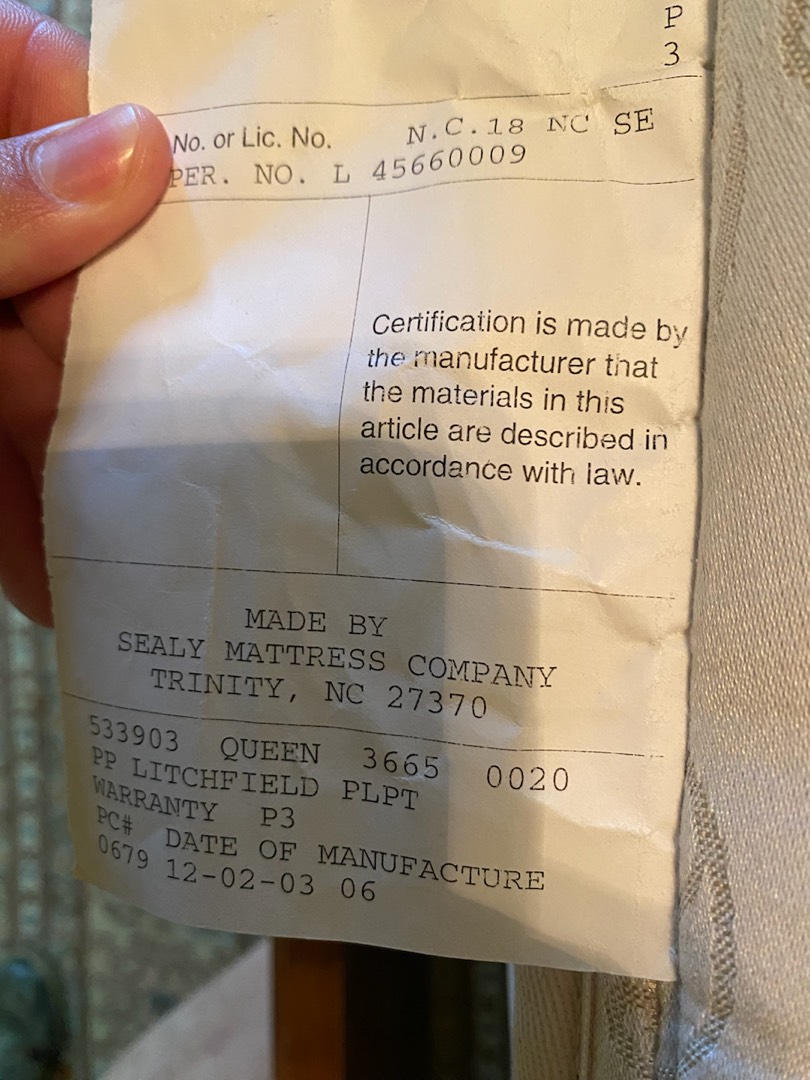 P
3
No. or Lic. No. N.C.18 NC SE
PER. NO. L 45660009
Certification is made by
the manufacturer that
the materials in this
article are described in
accordance with law.
MADE BY
SEALY MATTRESS COMPANY
TRINITY, NC 27370
533903 QUEEN 3665 0020
PP LITCHFIELD PLPT
WARRANTY P3
PC# DATE OF MANUFACTURE
0679 12-02-03 06